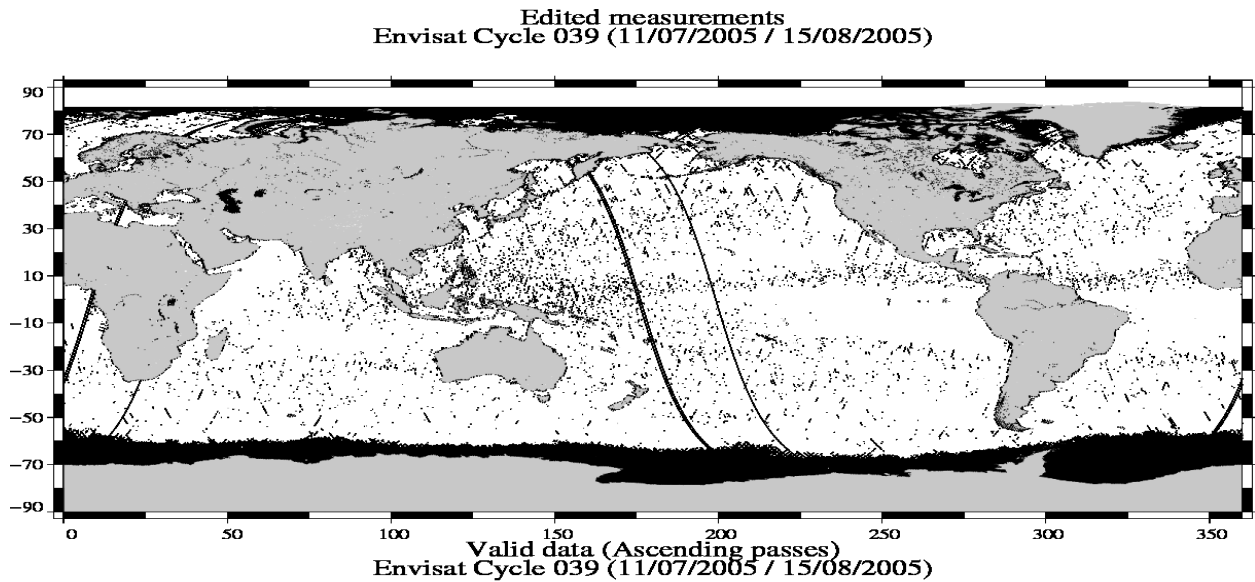 Edited measurements
Envisat Cycle 039 (11/07/2005 / 15/08/2005)
90
70
50
30
10
−10
−30
−50
−70
−90
0 50 100 150 200 250 300 350
Valid data (Ascending passes)
Envisat Cycle 039 (11/07/2005 / 15/08/2005)